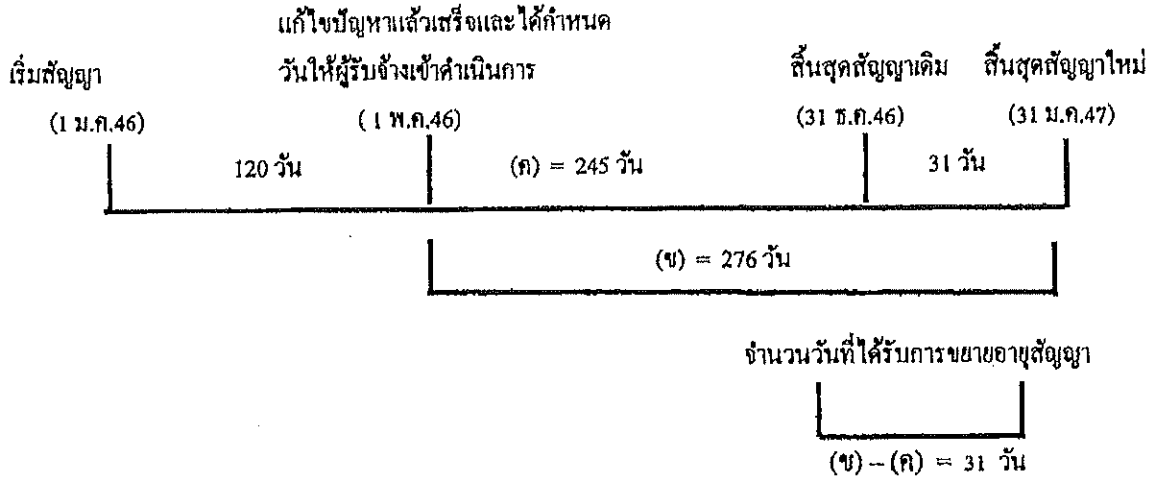 แก้ไขปัญหาแล้วเสร็จและได้กำหนด
เริ่มสัญญา วันให้ผู้รับจ้างเข้าดำเนินการ สิ้นสุดสัญญาเดิม สิ้นสุดสัญญาใหม่
(1 ม.ค.46) (1 พ.ค.46) (31 ธ.ค.46) (31 ม.ค.47)
120 วัน (ค) = 245 วัน 31 วัน
(ข) = 276 วัน
จำนวนวันที่ได้รับการขยายอายุสัญญา
(ข) – (ค) = 31 วัน